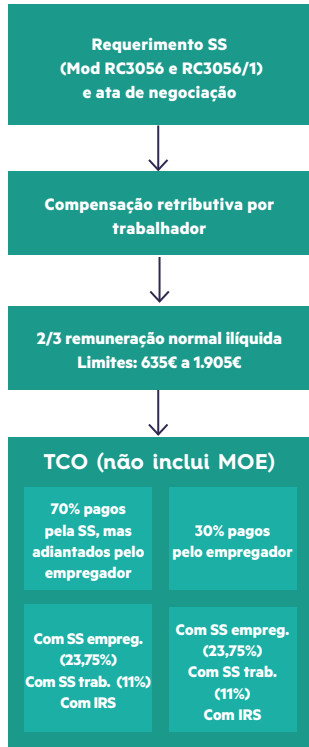 Requerimento SS
(Mod RC3056 e RC3056/1)
e ata de negociação
Compensação retributiva por
trabalhador
2/3 remuneração normal ilíquida
Limites: 635€ a 1.905€
TCO (não inclui MOE)
70% pagos
pela SS, mas
adiantados pelo
empregador
30% pagos
pelo empregador
Com SS empreg.
(23,75%)
Com SS trab. (11%)
Com IRS
Com SS empreg.
(23,75%)
Com SS trab.
(11%)
Com IRS